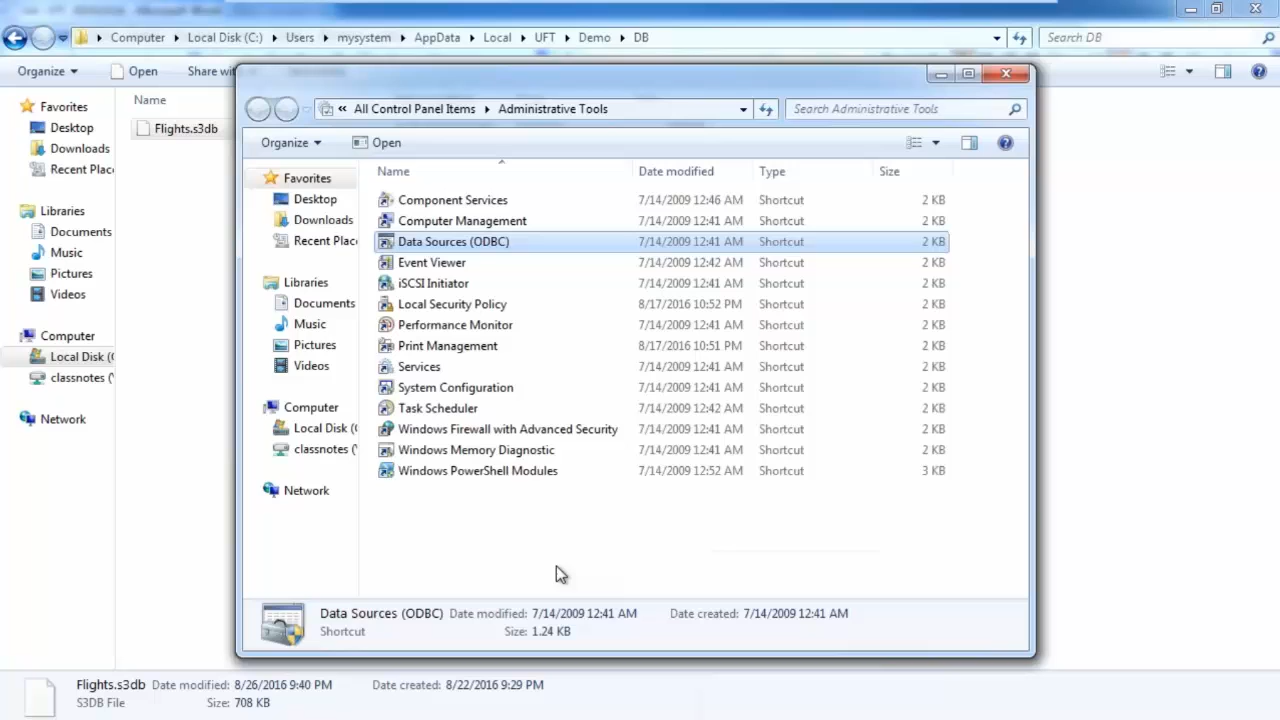 Computer Local Disk (C:) Users mysystem AppData Local UFT Demo DB
Search DB
Organize Open Share wit
Favorites
Desktop
Downloads
Recent Plac
Libraries
Documents
Music
Pictures
Videos
Computer
Local Disk (
classnotes (
Network
Name
Flights.s3db
« All Control Panel Items Administrative Tools
Search Administrative Tools
Organize Open
Favorites
Desktop
Downloads
Recent Plac
Libraries
Documents
Music
Pictures
Videos
Computer
Local Disk (
classnotes (
Network
Name Date modified Type Size
Component Services 7/14/2009 12:46 AM Shortcut 2 KB
Computer Management 7/14/2009 12:41 AM Shortcut 2 KB
Data Sources (ODBC) 7/14/2009 12:41 AM Shortcut 2 KB
Event Viewer 7/14/2009 12:42 AM Shortcut 2 KB
iSCSI Initiator 7/14/2009 12:41 AM Shortcut 2 KB
Local Security Policy 8/17/2016 10:52 PM Shortcut 2 KB
Performance Monitor 7/14/2009 12:41 AM Shortcut 2 KB
Print Management 8/17/2016 10:51 PM Shortcut 2 KB
Services 7/14/2009 12:41 AM Shortcut 2 KB
System Configuration 7/14/2009 12:41 AM Shortcut 2 KB
Task Scheduler 7/14/2009 12:42 AM Shortcut 2 KB
Windows Firewall with Advanced Security 7/14/2009 12:41 AM Shortcut 2 KB
Windows Memory Diagnostic 7/14/2009 12:41 AM Shortcut 2 KB
Windows PowerShell Modules 7/14/2009 12:52 AM Shortcut 3 KB
Data Sources (ODBC) Date modified: 7/14/2009 12:41 AM Date created: 7/14/2009 12:41 AM
Shortcut Size: 1.24 KB
Flights.s3db Date modified: 8/26/2016 9:40 PM Date created: 8/22/2016 9:29 PM
S3DB File Size: 708 KB